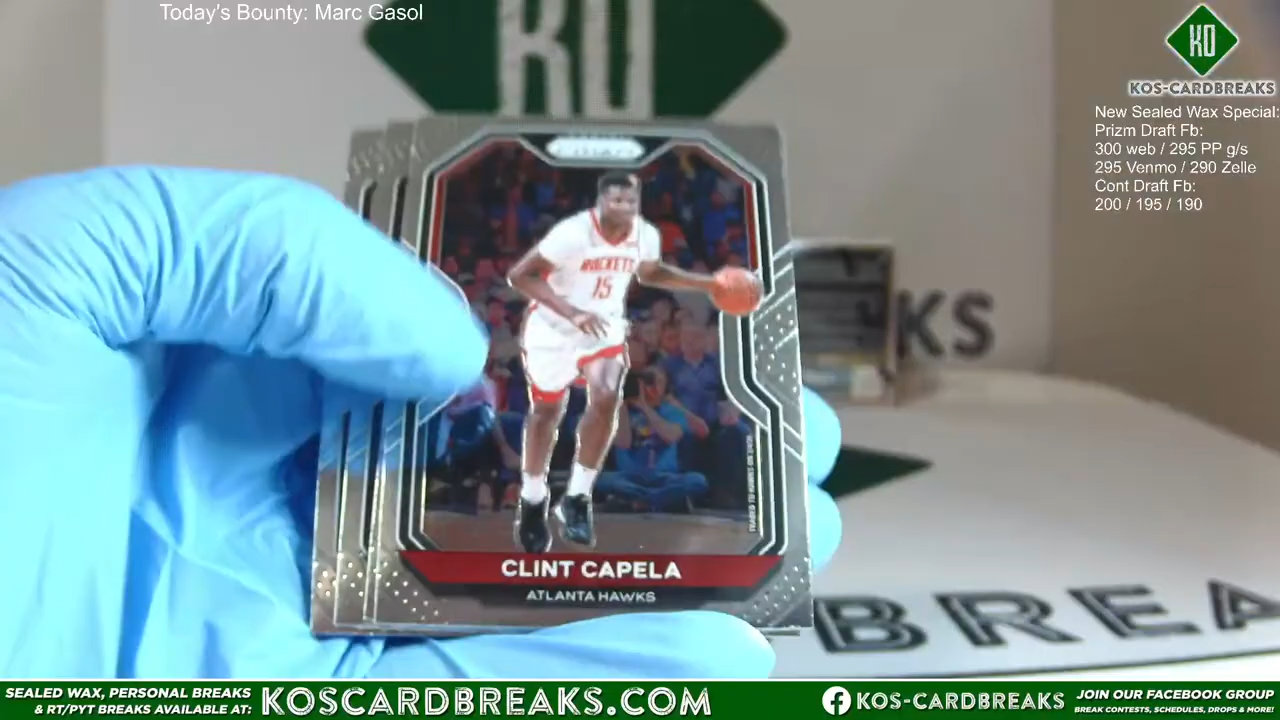 Today's Bounty: Marc Gasol
KO
KO
KOS-CARDBREAKS
New Sealed Wax Special:
Prizm Draft Fb:
300 web / 295 PP g/s
295 Venmo / 290 Zelle
Cont Draft Fb:
200 / 195 / 190
PRIZM
ROCKETS
15
KS
CLINT CAPELA
ATLANTA HAWKS
BREA
SEALED WAX, PERSONAL BREAKS
& RT/PYT BREAKS AVAILABLE AT:
KOSCARDBREAKS.COM
KOS-CARDBREAKS
JOIN OUR FACEBOOK GROUP
BREAK CONTESTS, SCHEDULES, DROPS & MORE!